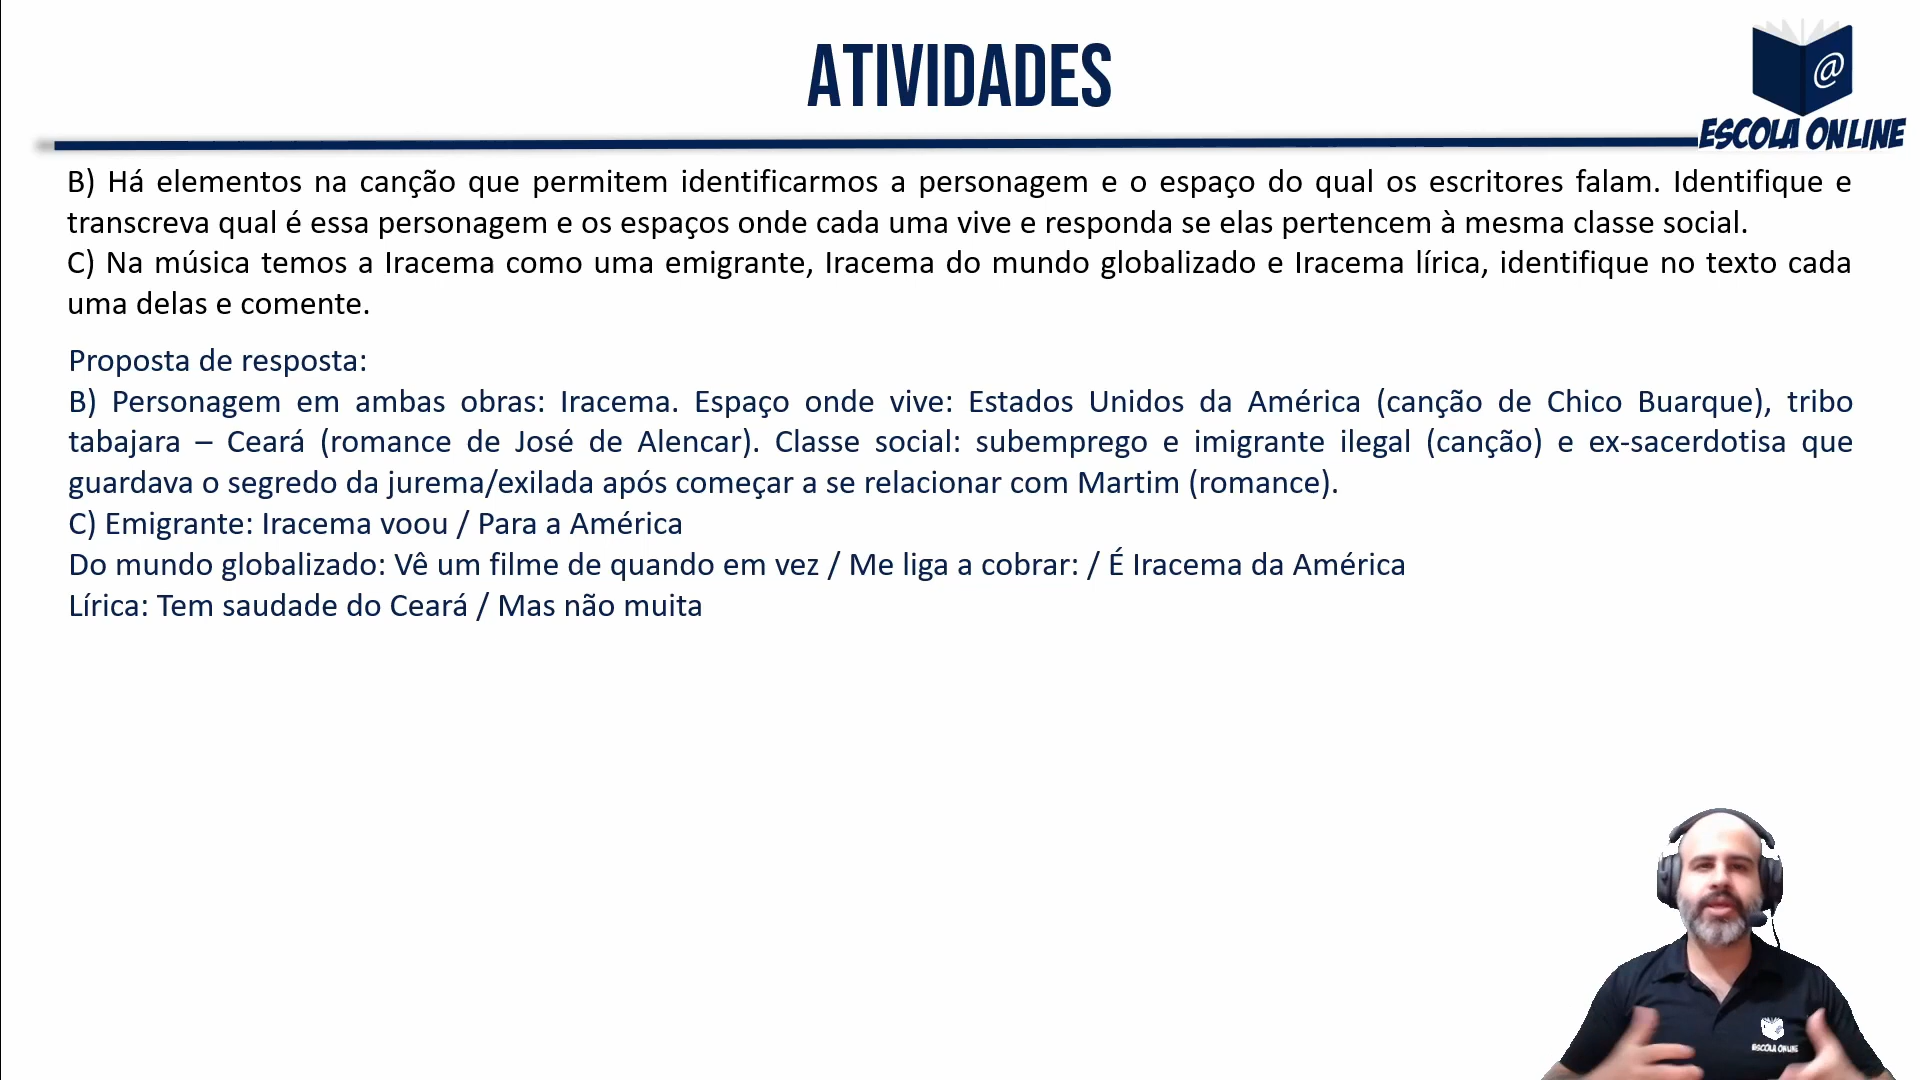 ATIVIDADES
@
ESCOLA ONLINE
B) Há elementos na canção que permitem identificarmos a personagem e o espaço do qual os escritores falam. Identifique e
transcreva qual é essa personagem e os espaços onde cada uma vive e responda se elas pertencem à mesma classe social.
C) Na música temos a Iracema como uma emigrante, Iracema do mundo globalizado e Iracema lírica, identifique no texto cada
uma delas e comente.
Proposta de resposta:
B) Personagem em ambas obras: Iracema. Espaço onde vive: Estados Unidos da América (canção de Chico Buarque), tribo
tabajara – Ceará (romance de José de Alencar). Classe social: subemprego e imigrante ilegal (canção) e ex-sacerdotisa que
guardava o segredo da jurema/exilada após começar a se relacionar com Martim (romance).
C) Emigrante: Iracema voou / Para a América
Do mundo globalizado: Vê um filme de quando em vez / Me liga a cobrar: / É Iracema da América
Lírica: Tem saudade do Ceará / Mas não muita
ESCOLA ONLINE